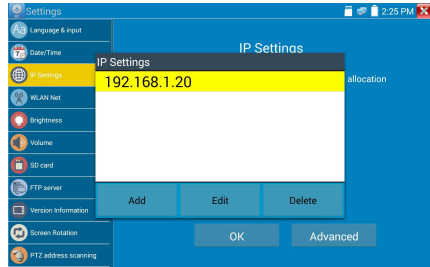 Settings
2:25 PM
Language & input
Date/Time
IP Settings
WLAN Net
Brightness
Volume
SD card
FTP server
Version Information
Screen Rotation
PTZ address scanning
IP Settings
allocation
IP Settings
192.168.1.20
Add
Edit
Delete
OK
Advanced